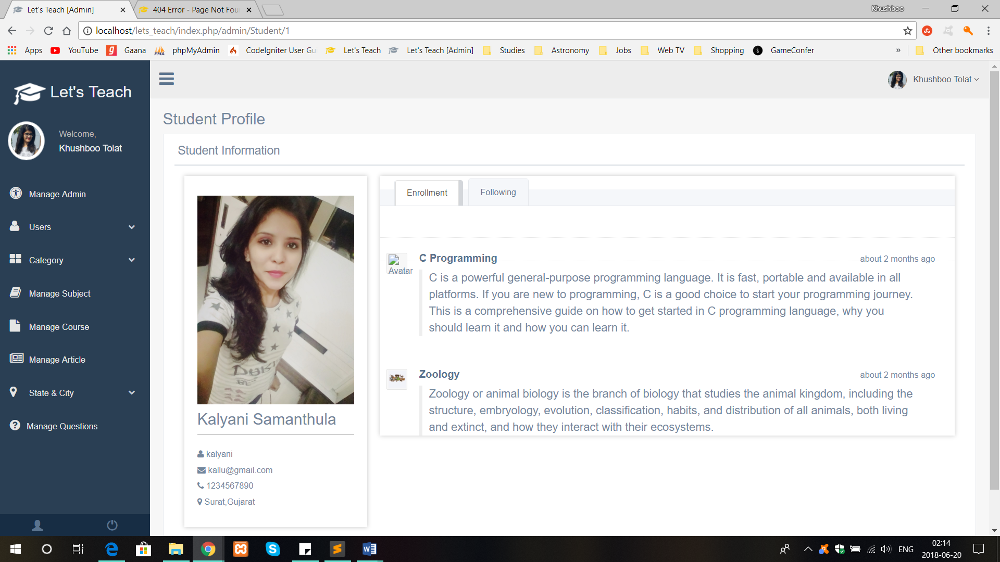 Let's Teach [Admin]
404 Error - Page Not Fou
Khushboo
localhost/lets_teach/index.php/admin/Student/1
Apps YouTube Gaana phpMyAdmin CodeIgniter User Gu Let's Teach Let's Teach [Admin] Studies Astronomy Jobs Web TV Shopping GameConfer » Other bookmarks
Let's Teach
Welcome,
Khushboo Tolat
Manage Admin
Users
Category
Manage Subject
Manage Course
Manage Article
State & City
Manage Questions
Khushboo Tolat
Student Profile
Student Information
Kalyani Samanthula
kalyani
kallu@gmail.com
1234567890
Surat,Gujarat
Enrollment
Following
Avatar
C Programming
about 2 months ago
C is a powerful general-purpose programming language. It is fast, portable and available in all
platforms. If you are new to programming, C is a good choice to start your programming journey.
This is a comprehensive guide on how to get started in C programming language, why you
should learn it and how you can learn it.
Zoology
about 2 months ago
Zoology or animal biology is the branch of biology that studies the animal kingdom, including the
structure, embryology, evolution, classification, habits, and distribution of all animals, both living
and extinct, and how they interact with their ecosystems.
ENG
02:14
2018-06-20